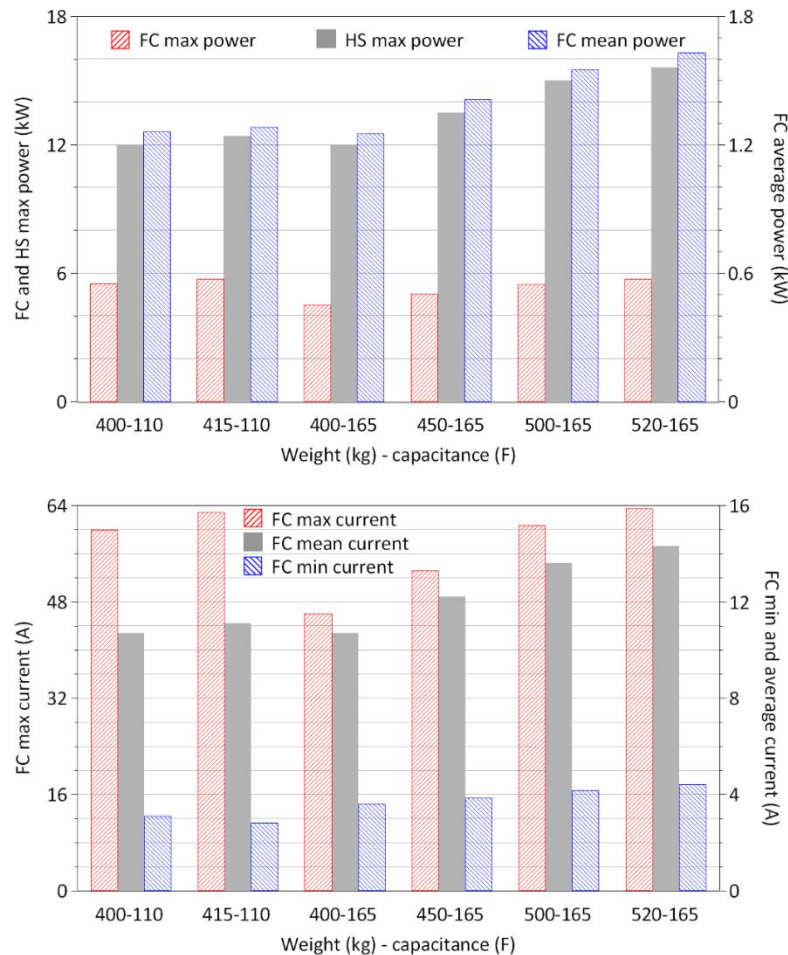 18
1.8
FC max power
HS max power
FC mean power
12
1.2
6
0.6
0
0
FC and HS max power (kW)
FC average power (kW)
400-110
415-110
400-165
450-165
500-165
520-165
Weight (kg) - capacitance (F)
64
16
FC max current
FC mean current
FC min current
48
12
32
8
16
4
0
0
FC max current (A)
FC min and average current (A)
400-110
415-110
400-165
450-165
500-165
520-165
Weight (kg) - capacitance (F)